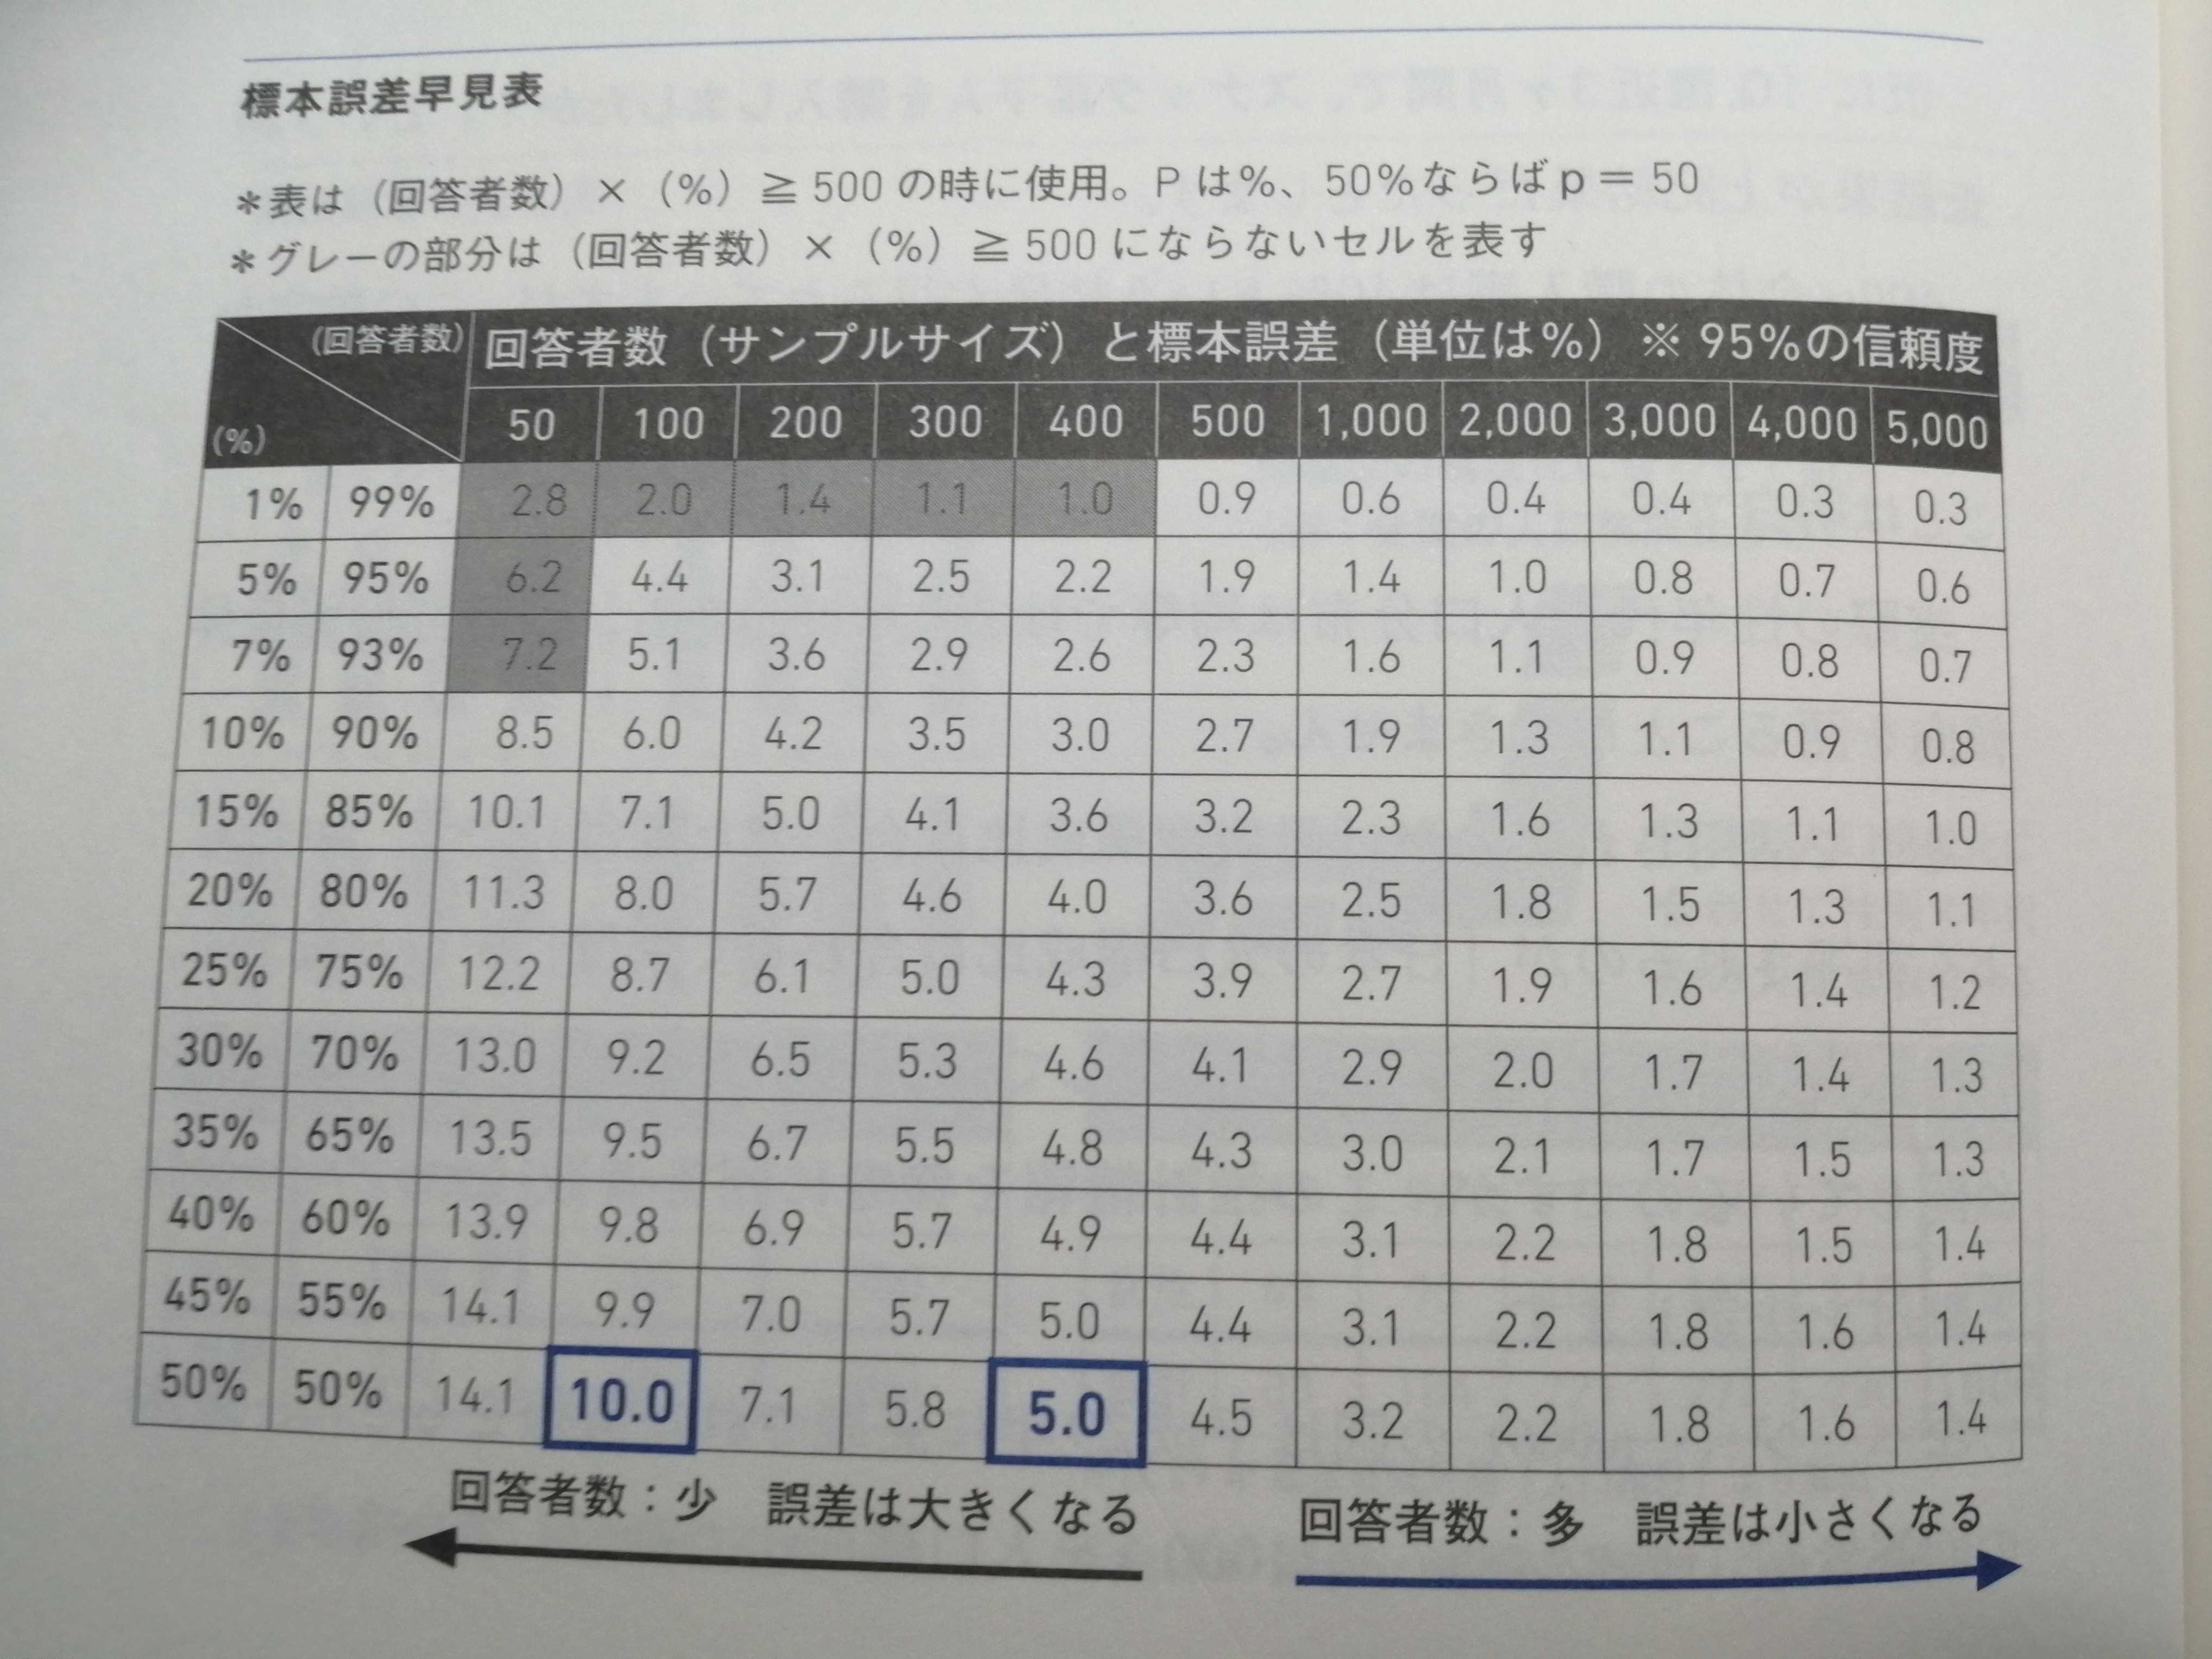 標本誤差早見表
*表は（回答者数）×（%）≧500の時に使用。Pは%、50%ならばp＝50
*グレーの部分は（回答者数）×（%）≧500にならないセルを表す
(回答者数) 回答者数（サンプルサイズ）と標本誤差（単位は%）※95%の信頼度
(%) 50 100 200 300 400 500 1,000 2,000 3,000 4,000 5,000
1% 99% 2.8 2.0 1.4 1.1 1.0 0.9 0.6 0.4 0.4 0.3 0.3
5% 95% 6.2 4.4 3.1 2.5 2.2 1.9 1.4 1.0 0.8 0.7 0.6
7% 93% 7.2 5.1 3.6 2.9 2.6 2.3 1.6 1.1 0.9 0.8 0.7
10% 90% 8.5 6.0 4.2 3.5 3.0 2.7 1.9 1.3 1.1 0.9 0.8
15% 85% 10.1 7.1 5.0 4.1 3.6 3.2 2.3 1.6 1.3 1.1 1.0
20% 80% 11.3 8.0 5.7 4.6 4.0 3.6 2.5 1.8 1.5 1.3 1.1
25% 75% 12.2 8.7 6.1 5.0 4.3 3.9 2.7 1.9 1.6 1.4 1.2
30% 70% 13.0 9.2 6.5 5.3 4.6 4.1 2.9 2.0 1.7 1.4 1.3
35% 65% 13.5 9.5 6.7 5.5 4.8 4.3 3.0 2.1 1.7 1.5 1.3
40% 60% 13.9 9.8 6.9 5.7 4.9 4.4 3.1 2.2 1.8 1.5 1.4
45% 55% 14.1 9.9 7.0 5.7 5.0 4.4 3.1 2.2 1.8 1.6 1.4
50% 50% 14.1 10.0 7.1 5.8 5.0 4.5 3.2 2.2 1.8 1.6 1.4
回答者数：少　誤差は大きくなる
回答者数：多　誤差は小さくなる